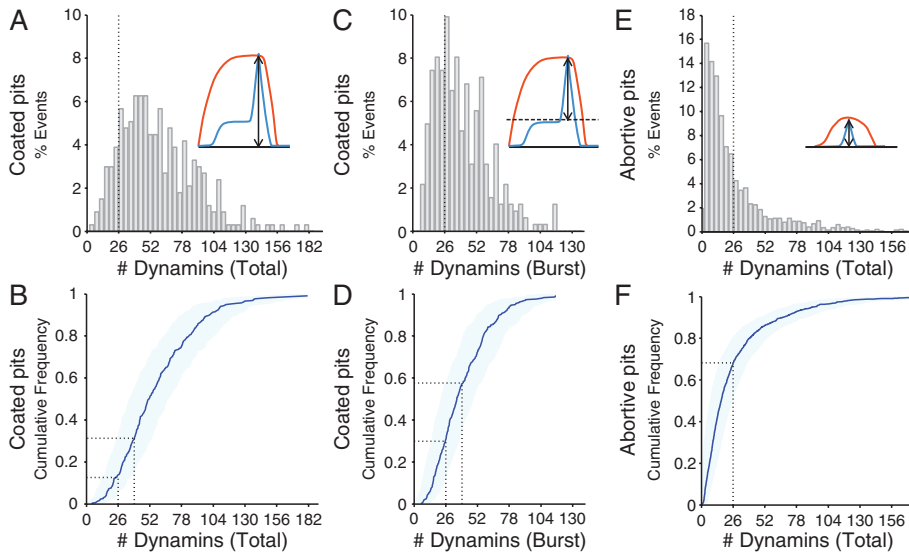 A
Coated pits
% Events
10
8
6
4
2
0
0 26 52 78 104 130 156 182
# Dynamins (Total)
C
Coated pits
% Events
10
8
6
4
2
0
0 26 52 78 104 130
# Dynamins (Burst)
E
Abortive pits
% Events
18
16
14
12
10
8
6
4
2
0
0 26 52 78 104 130 156
# Dynamins (Total)
B
Coated pits
Cumulative Frequency
1
0.8
0.6
0.4
0.2
0
0 26 52 78 104 130 156 182
# Dynamins (Total)
D
Coated pits
Cumulative Frequency
1
0.8
0.6
0.4
0.2
0
0 26 52 78 104 130
# Dynamins (Burst)
F
Abortive pits
Cumulative Frequency
1
0.8
0.6
0.4
0.2
0
0 26 52 78 104 130 156
# Dynamins (Total)